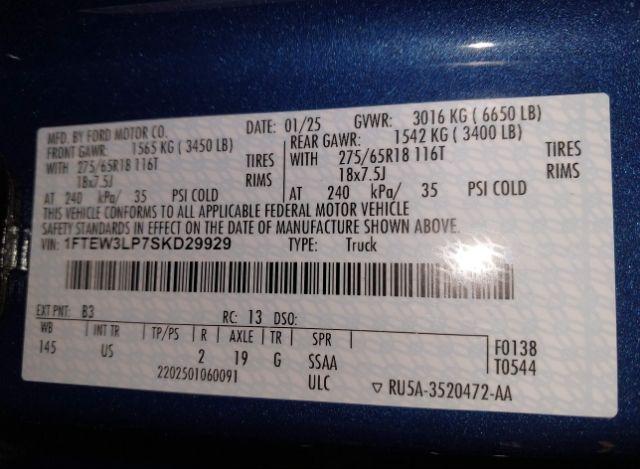 MFD. BY FORD MOTOR CO.
DATE: 01/25 GVWR: 3016 KG ( 6650 LB)
FRONT GAWR: 1565 KG ( 3450 LB)
WITH 275/65R18 116T TIRES
18x7.5J RIMS
AT 240 kPa/ 35 PSI COLD
REAR GAWR: 1542 KG ( 3400 LB)
WITH 275/65R18 116T TIRES
18x7.5J RIMS
AT 240 kPa/ 35 PSI COLD
THIS VEHICLE CONFORMS TO ALL APPLICABLE FEDERAL MOTOR VEHICLE
SAFETY STANDARDS IN EFFECT ON THE DATE OF MANUFACTURE SHOWN ABOVE.
VIN: 1FTEW3LP7SKD29929 TYPE: Truck
EXT PNT: B3 RC: 13 DSO:
WB INT TR TP/PS R AXLE TR SPR
145 US 2 19 G SSAA
2202501060091 ULC
F0138
T0544
▽ RU5A-3520472-AA